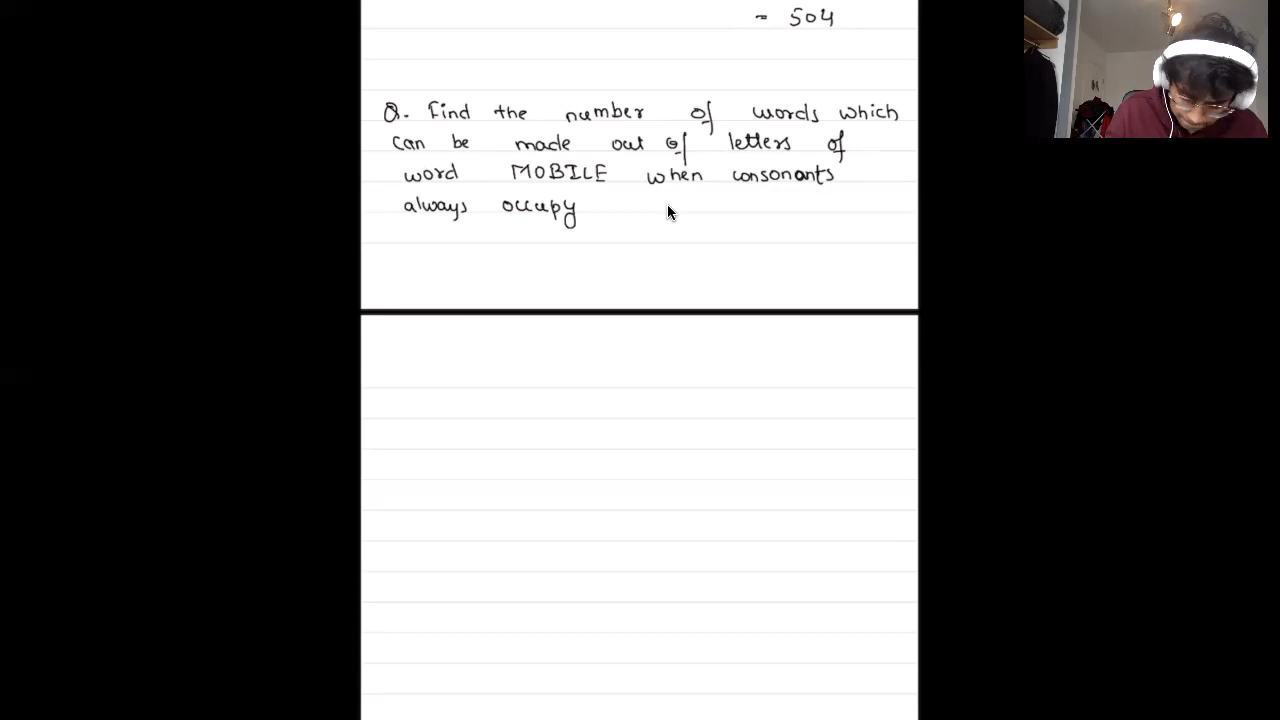 = 504
Q. Find the number of words which
can be made out of letters of
word MOBILE when consonants
always occupy